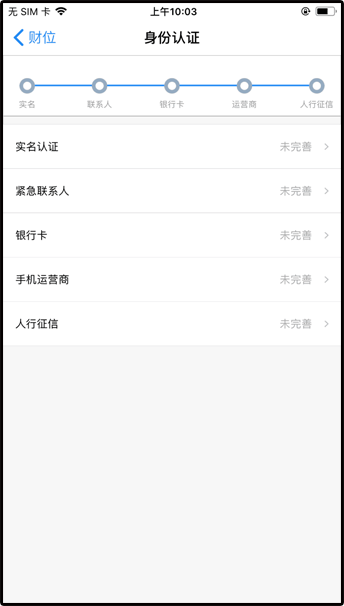 无 SIM 卡 上午10:03
财位 身份认证
实名 联系人 银行卡 运营商 人行征信
实名认证 未完善
紧急联系人 未完善
银行卡 未完善
手机运营商 未完善
人行征信 未完善